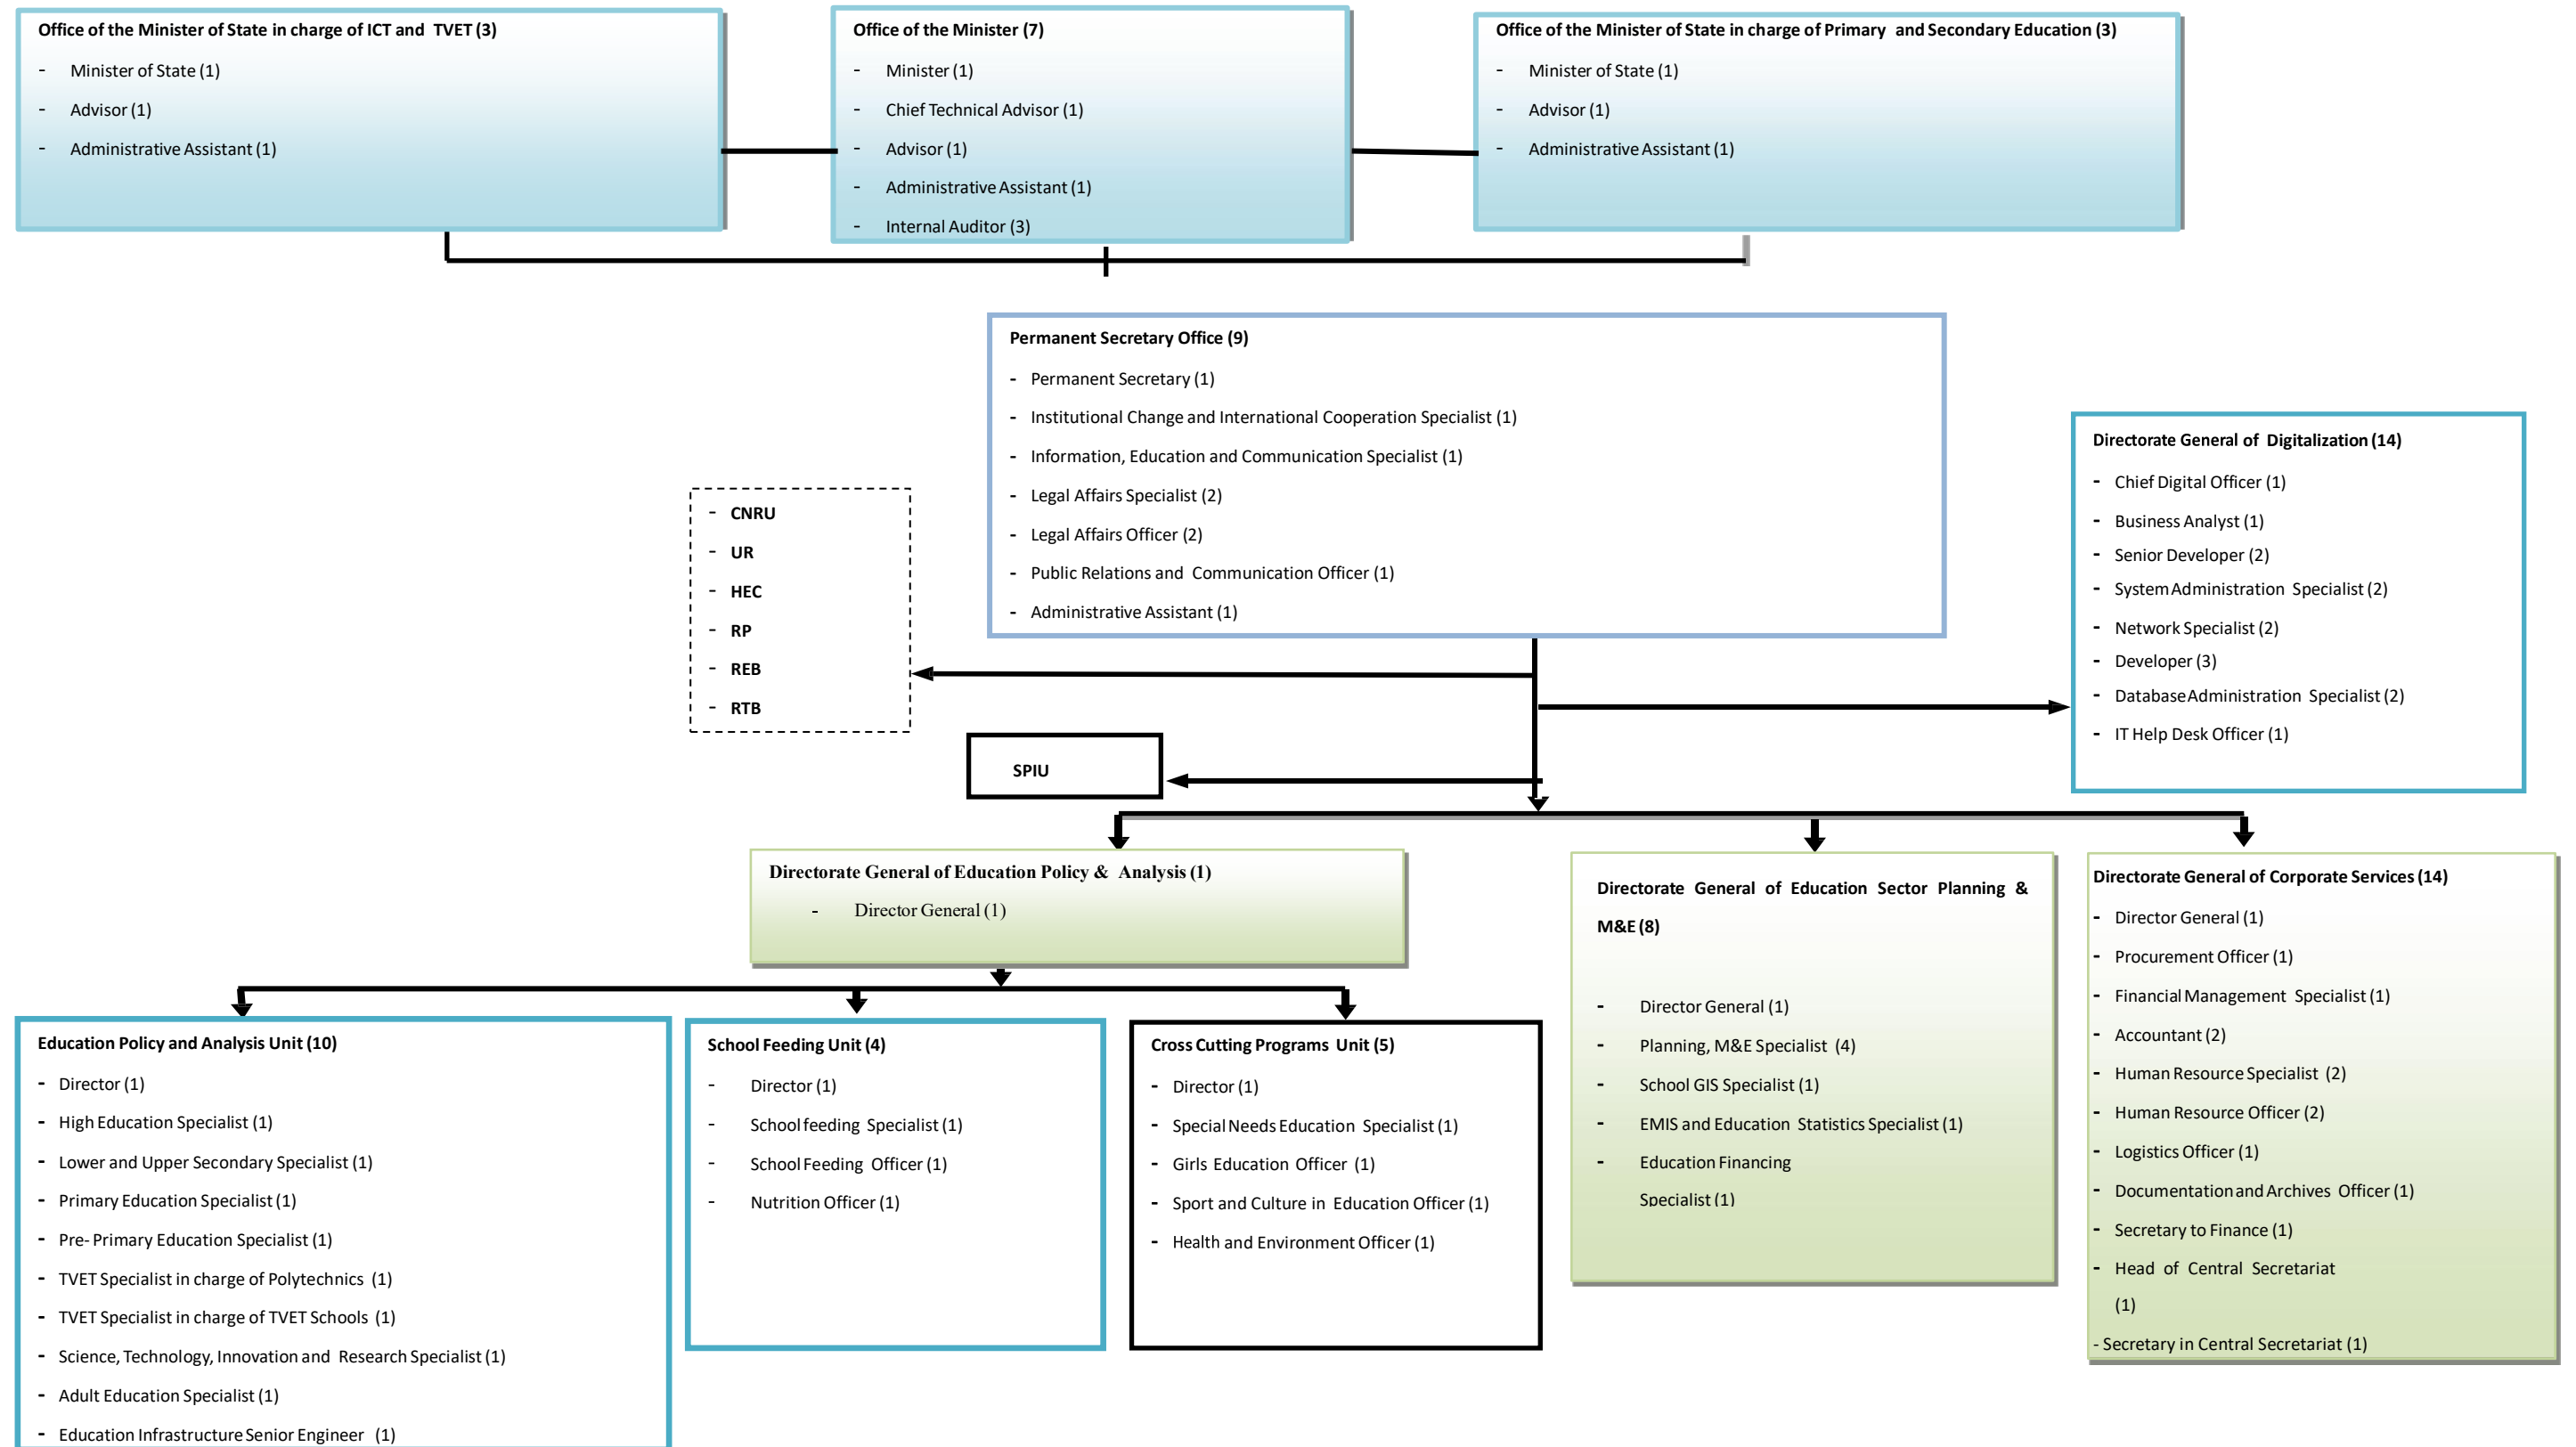 Office of the Minister of State in charge of ICT and TVET (3)
- Minister of State (1)
- Advisor (1)
- Administrative Assistant (1)
Office of the Minister (7)
- Minister (1)
- Chief Technical Advisor (1)
- Advisor (1)
- Administrative Assistant (1)
- Internal Auditor (3)
Office of the Minister of State in charge of Primary and Secondary Education (3)
- Minister of State (1)
- Advisor (1)
- Administrative Assistant (1)
Permanent Secretary Office (9)
- Permanent Secretary (1)
- Institutional Change and International Cooperation Specialist (1)
- Information, Education and Communication Specialist (1)
- Legal Affairs Specialist (2)
- Legal Affairs Officer (2)
- Public Relations and Communication Officer (1)
- Administrative Assistant (1)
Directorate General of Digitalization (14)
- Chief Digital Officer (1)
- Business Analyst (1)
- Senior Developer (2)
- System Administration Specialist (2)
- Network Specialist (2)
- Developer (3)
- Database Administration Specialist (2)
- IT Help Desk Officer (1)
- CNRU
- UR
- HEC
- RP
- REB
- RTB
SPIU
Directorate General of Education Policy & Analysis (1)
- Director General (1)
Directorate General of Education Sector Planning &
M&E (8)
- Director General (1)
- Planning, M&E Specialist (4)
- School GIS Specialist (1)
- EMIS and Education Statistics Specialist (1)
- Education Financing
Specialist (1)
Directorate General of Corporate Services (14)
- Director General (1)
- Procurement Officer (1)
- Financial Management Specialist (1)
- Accountant (2)
- Human Resource Specialist (2)
- Human Resource Officer (2)
- Logistics Officer (1)
- Documentation and Archives Officer (1)
- Secretary to Finance (1)
- Head of Central Secretariat
(1)
- Secretary in Central Secretariat (1)
Education Policy and Analysis Unit (10)
- Director (1)
- High Education Specialist (1)
- Lower and Upper Secondary Specialist (1)
- Primary Education Specialist (1)
- Pre- Primary Education Specialist (1)
- TVET Specialist in charge of Polytechnics (1)
- TVET Specialist in charge of TVET Schools (1)
- Science, Technology, Innovation and Research Specialist (1)
- Adult Education Specialist (1)
- Education Infrastructure Senior Engineer (1)
School Feeding Unit (4)
- Director (1)
- School feeding Specialist (1)
- School Feeding Officer (1)
- Nutrition Officer (1)
Cross Cutting Programs Unit (5)
- Director (1)
- Special Needs Education Specialist (1)
- Girls Education Officer (1)
- Sport and Culture in Education Officer (1)
- Health and Environment Officer (1)